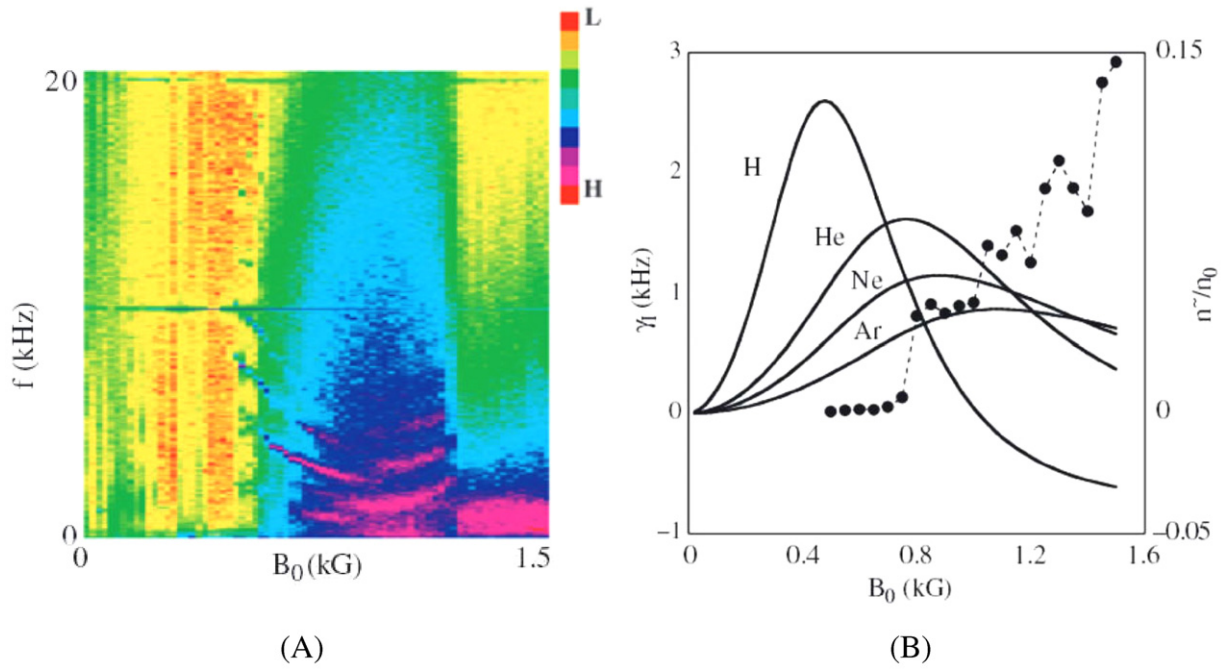 L
H
20
f (kHz)
0
0
B0 (kG)
1.5
(A)
3
2
1
0
−1
γl (kHz)
H
He
Ne
Ar
0.15
0
−0.05
n~/n0
0
0.4
0.8
1.2
1.6
B0 (kG)
(B)